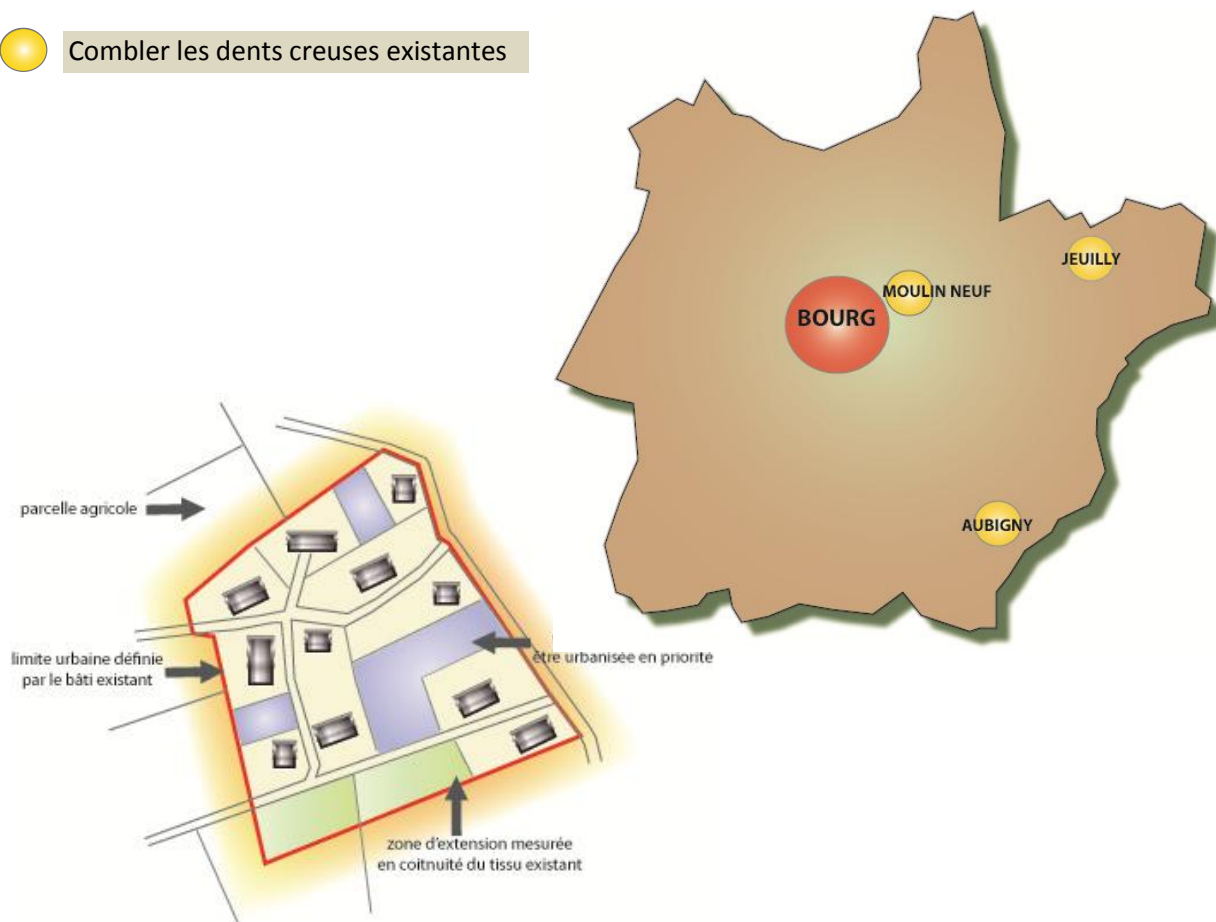 Combler les dents creuses existantes
JEUILLY
MOULIN NEUF
BOURG
AUBIGNY
parcelle agricole
limite urbaine définie
par le bâti existant
être urbanisée en priorité
zone d'extension mesurée
en coitnuité du tissu existant